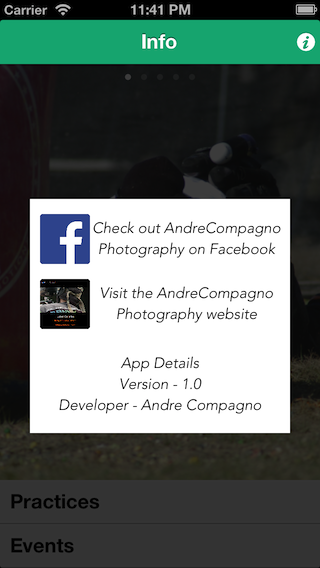 Carrier 11:41 PM
Info
Check out AndreCompagno
Photography on Facebook
Visit the AndreCompagno
Photography website
App Details
Version - 1.0
Developer - Andre Compagno
Practices
Events